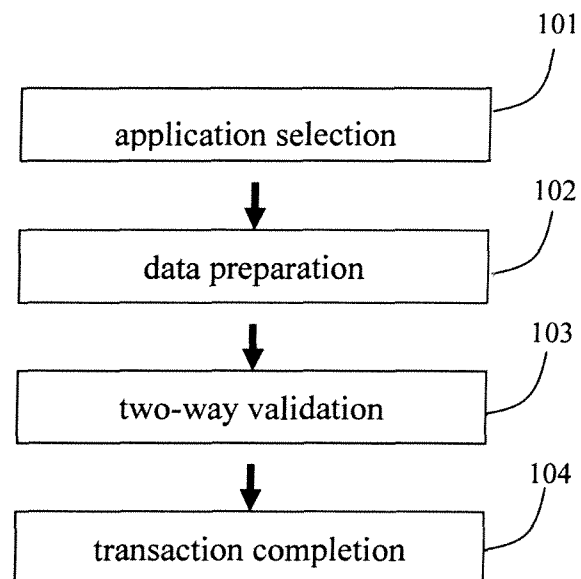 101
application selection
102
data preparation
103
two-way validation
104
transaction completion